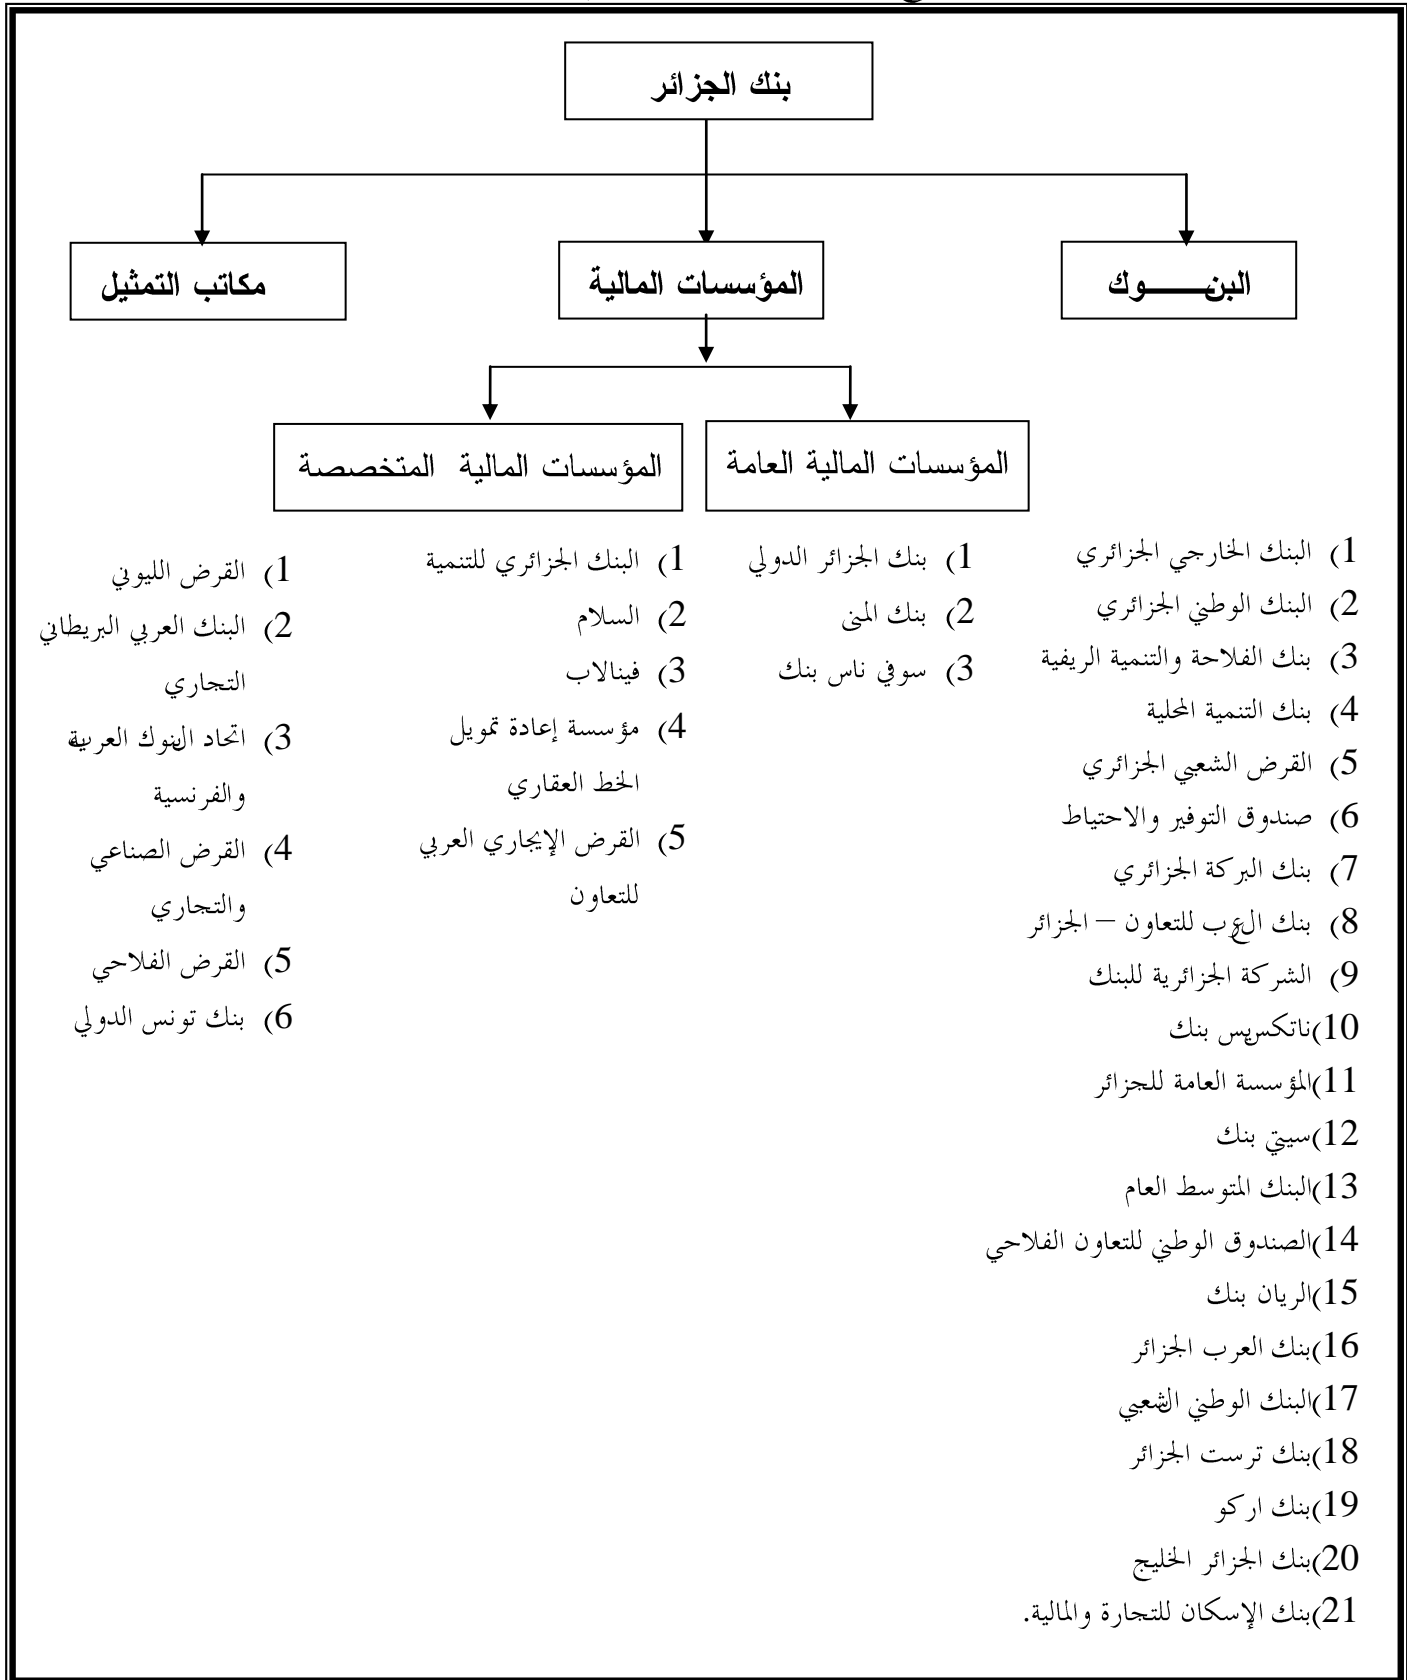 بنك الجزائر
البنـــــوك
المؤسسات المالية
مكاتب التمثيل
المؤسسات المالية العامة
المؤسسات المالية المتخصصة
1) البنك الخارجي الجزائري
2) البنك الوطني الجزائري
3) بنك الفلاحة والتنمية الريفية
4) بنك التنمية المحلية
5) القرض الشعبي الجزائري
6) صندوق التوفير والاحتياط
7) بنك البركة الجزائري
8) بنك العرب للتعاون – الجزائر
9) الشركة الجزائرية للبنك
10)ناتكسيس بنك
11)المؤسسة العامة للجزائر
12)سيتي بنك
13)البنك المتوسط العام
14)الصندوق الوطني للتعاون الفلاحي
15)الريان بنك
16)بنك العرب الجزائر
17)البنك الوطني الشعبي
18)بنك ترست الجزائر
19)بنك اركو
20)بنك الجزائر الخليج
21)بنك الإسكان للتجارة والمالية.
1) بنك الجزائر الدولي
2) بنك المنى
3) سوفي ناس بنك
1) البنك الجزائري للتنمية
2) السلام
3) فينالاب
4) مؤسسة إعادة تمويل
الخط العقاري
5) القرض الإيجاري العربي
للتعاون
1) القرض الليوني
2) البنك العربي البريطاني
التجاري
3) اتحاد البنوك العربية
والفرنسية
4) القرض الصناعي
والتجاري
5) القرض الفلاحي
6) بنك تونس الدولي